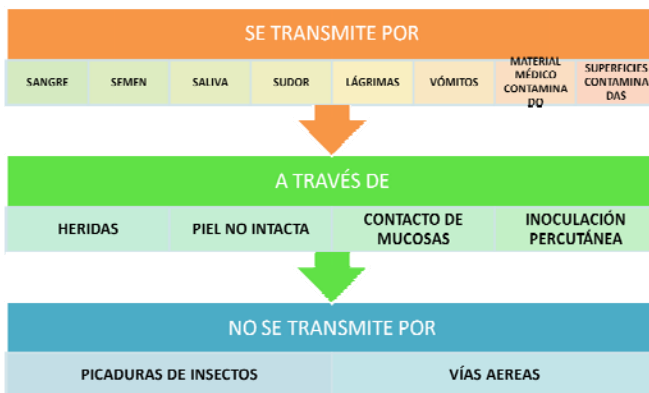 SE TRANSMITE POR
SANGRE
SEMEN
SALIVA
SUDOR
LÁGRIMAS
VÓMITOS
MATERIAL
MÉDICO
CONTAMINA
DO
SUPERFICIES
CONTAMINA
DAS
A TRAVÉS DE
HERIDAS
PIEL NO INTACTA
CONTACTO DE
MUCOSAS
INOCULACIÓN
PERCUTÁNEA
NO SE TRANSMITE POR
PICADURAS DE INSECTOS
VÍAS AEREAS